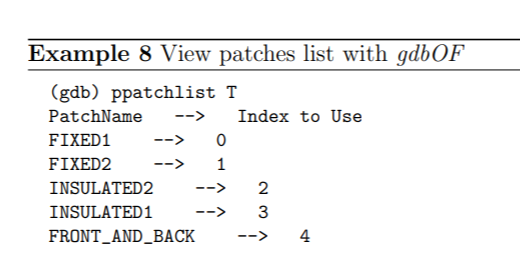 Example 8 View patches list with gdbOF
(gdb) ppatchlist T
PatchName --> Index to Use
FIXED1 --> 0
FIXED2 --> 1
INSULATED2 --> 2
INSULATED1 --> 3
FRONT_AND_BACK --> 4